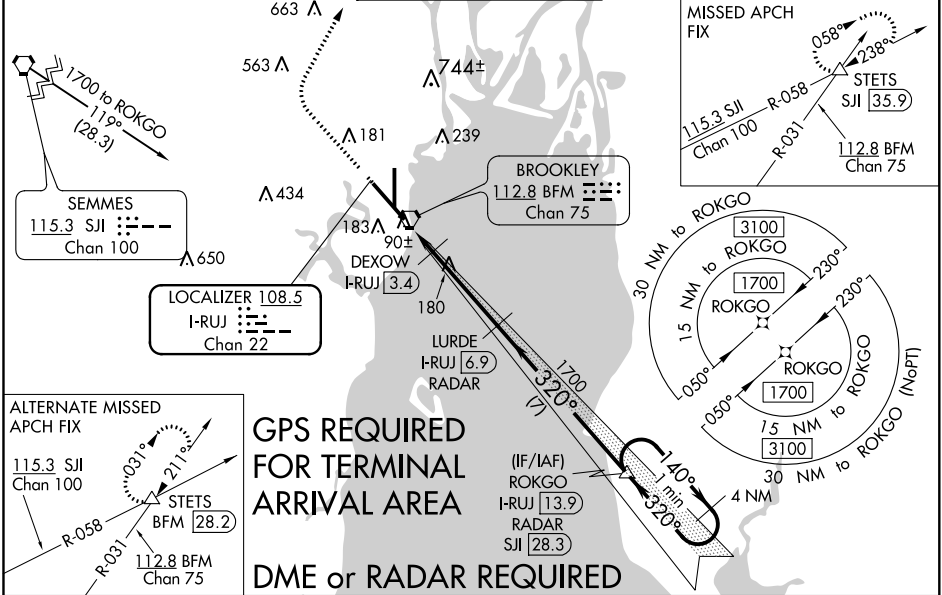 663
563
744±
181
239
434
183
90±
650
180
1700 to ROKGO
119°
(28.3)
SEMMES
115.3 SJI
Chan 100
BROOKLEY
112.8 BFM
Chan 75
DEXOW
I-RUJ 3.4
LOCALIZER 108.5
I-RUJ
Chan 22
LURDE
I-RUJ 6.9
RADAR
1700
320°
(7)
(IF/IAF)
ROKGO
I-RUJ 13.9
RADAR
SJI 28.3
140°
1 min
320°
4 NM
MISSED APCH
FIX
058°
238°
STETS
SJI 35.9
115.3 SJI
Chan 100
R-058
R-031
112.8 BFM
Chan 75
30 NM to ROKGO
3100
15 NM to ROKGO
1700
ROKGO
230°
050°
230°
050°
ROKGO
1700
15 NM to ROKGO
3100
30 NM to ROKGO (NoPT)
ALTERNATE MISSED
APCH FIX
031°
211°
115.3 SJI
Chan 100
STETS
BFM 28.2
R-058
R-031
112.8 BFM
Chan 75
GPS REQUIRED
FOR TERMINAL
ARRIVAL AREA
DME or RADAR REQUIRED